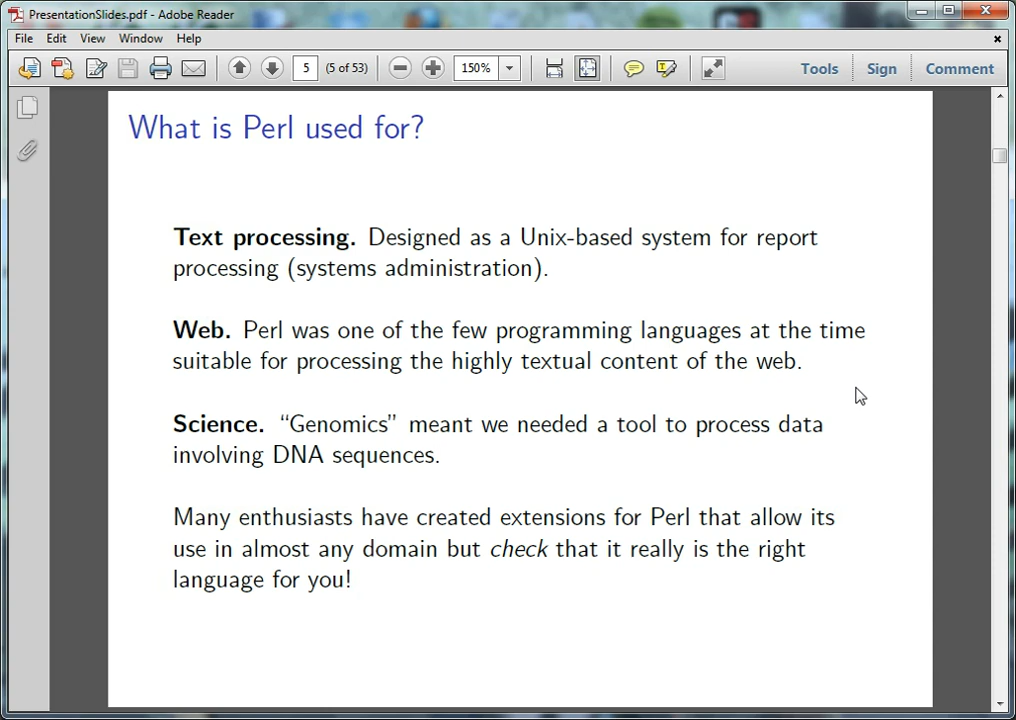 PresentationSlides.pdf - Adobe Reader
File Edit View Window Help
5 (5 of 53) 150% Tools Sign Comment
What is Perl used for?
Text processing. Designed as a Unix-based system for report
processing (systems administration).
Web. Perl was one of the few programming languages at the time
suitable for processing the highly textual content of the web.
Science. “Genomics” meant we needed a tool to process data
involving DNA sequences.
Many enthusiasts have created extensions for Perl that allow its
use in almost any domain but check that it really is the right
language for you!